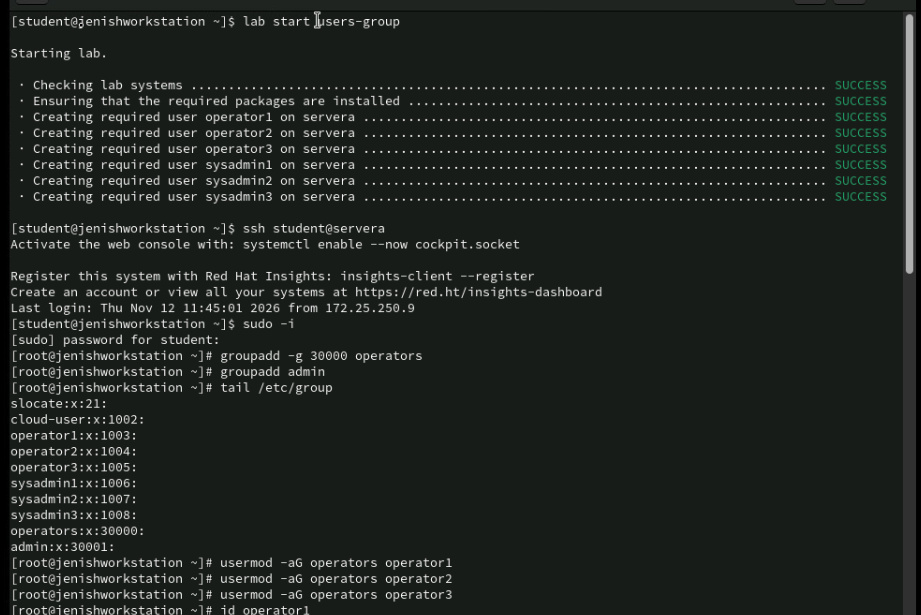 [student@jenishworkstation ~]$ lab start users-group
Starting lab.
· Checking lab systems .......................................................................... SUCCESS
· Ensuring that the required packages are installed ................................................ SUCCESS
· Creating required user operator1 on servera ...................................................... SUCCESS
· Creating required user operator2 on servera ...................................................... SUCCESS
· Creating required user operator3 on servera ...................................................... SUCCESS
· Creating required user sysadmin1 on servera ...................................................... SUCCESS
· Creating required user sysadmin2 on servera ...................................................... SUCCESS
· Creating required user sysadmin3 on servera ...................................................... SUCCESS
[student@jenishworkstation ~]$ ssh student@servera
Activate the web console with: systemctl enable --now cockpit.socket
Register this system with Red Hat Insights: insights-client --register
Create an account or view all your systems at https://red.ht/insights-dashboard
Last login: Thu Nov 12 11:45:01 2026 from 172.25.250.9
[student@jenishworkstation ~]$ sudo -i
[sudo] password for student:
[root@jenishworkstation ~]# groupadd -g 30000 operators
[root@jenishworkstation ~]# groupadd admin
[root@jenishworkstation ~]# tail /etc/group
slocate:x:21:
cloud-user:x:1002:
operator1:x:1003:
operator2:x:1004:
operator3:x:1005:
sysadmin1:x:1006:
sysadmin2:x:1007:
sysadmin3:x:1008:
operators:x:30000:
admin:x:30001:
[root@jenishworkstation ~]# usermod -aG operators operator1
[root@jenishworkstation ~]# usermod -aG operators operator2
[root@jenishworkstation ~]# usermod -aG operators operator3
[root@jenishworkstation ~]# id operator1